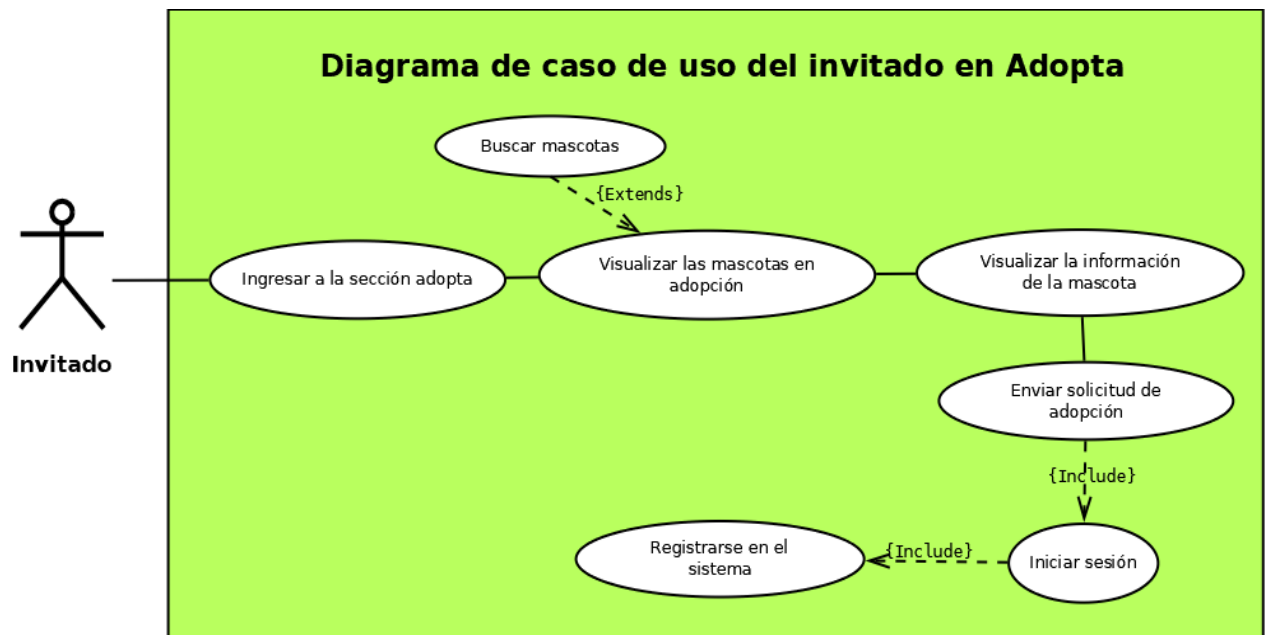 Diagrama de caso de uso del invitado en Adopta
Buscar mascotas
{Extends}
Invitado
Ingresar a la sección adopta
Visualizar las mascotas en
adopción
Visualizar la información
de la mascota
Enviar solicitud de
adopción
{Include}
Iniciar sesión
{Include}
Registrarse en el
sistema